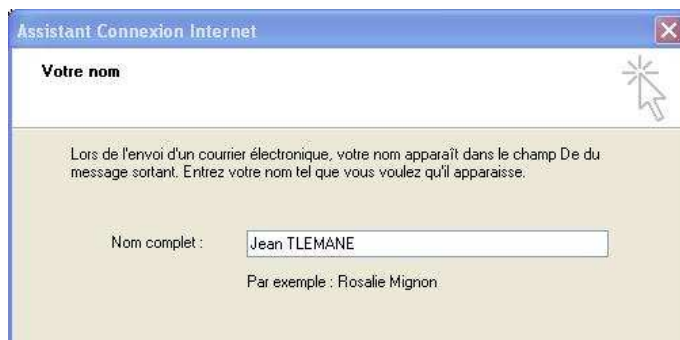 Assistant Connexion Internet
Votre nom
Lors de l'envoi d'un courrier électronique, votre nom apparaît dans le champ De du
message sortant. Entrez votre nom tel que vous voulez qu'il apparaisse.
Nom complet : Jean TLEMANE
Par exemple : Rosalie Mignon